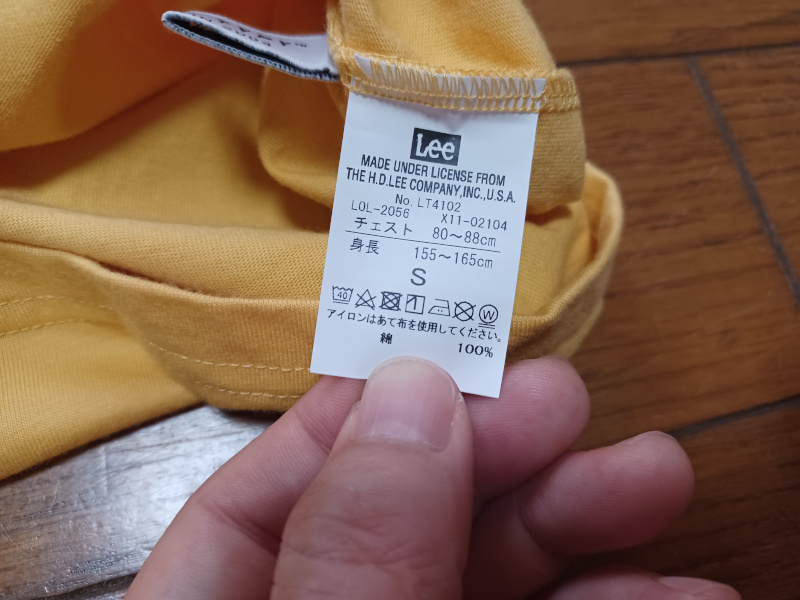 Lee
MADE UNDER LICENSE FROM
THE H.D.LEE COMPANY,INC.,U.S.A.
No. LT4102
LOL-2056 X11-02104
チェスト 80~88cm
身長 155~165cm
S
40 W
アイロンはあて布を使用してください。
綿 100%